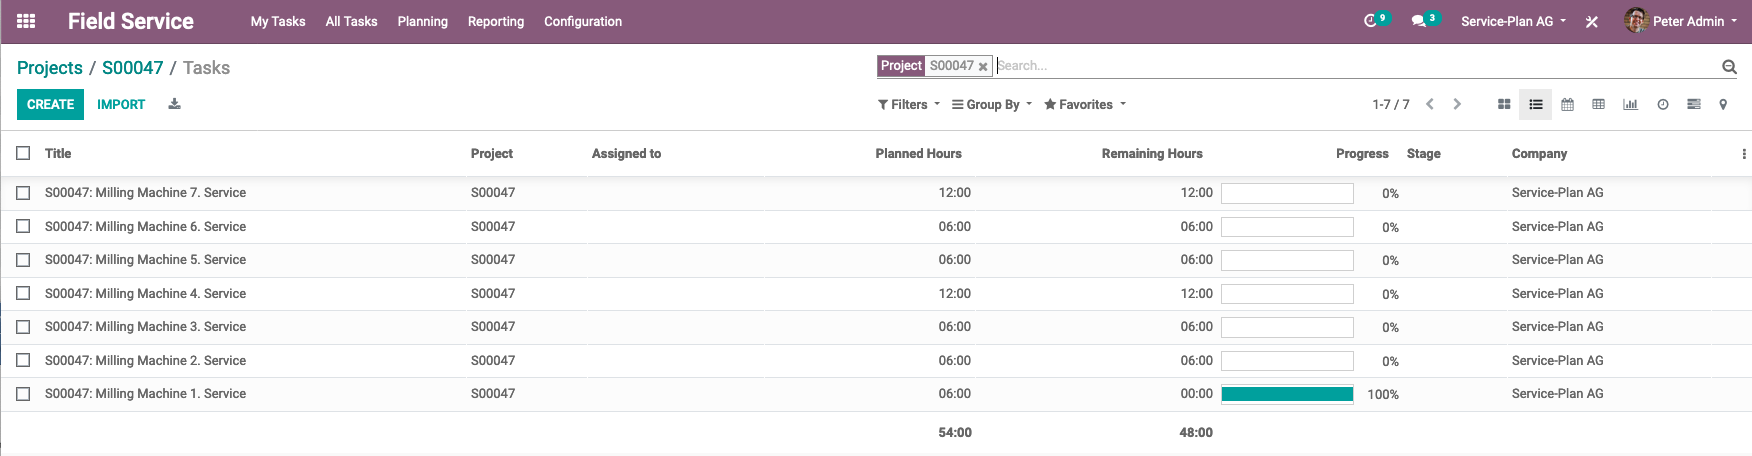 Field Service My Tasks All Tasks Planning Reporting Configuration 9 3 Service-Plan AG Peter Admin
Projects / S00047 / Tasks Project S00047 Search...
CREATE IMPORT Filters Group By Favorites 1-7 / 7
Title Project Assigned to Planned Hours Remaining Hours Progress Stage Company
S00047: Milling Machine 7. Service S00047 12:00 12:00 0% Service-Plan AG
S00047: Milling Machine 6. Service S00047 06:00 06:00 0% Service-Plan AG
S00047: Milling Machine 5. Service S00047 06:00 06:00 0% Service-Plan AG
S00047: Milling Machine 4. Service S00047 12:00 12:00 0% Service-Plan AG
S00047: Milling Machine 3. Service S00047 06:00 06:00 0% Service-Plan AG
S00047: Milling Machine 2. Service S00047 06:00 06:00 0% Service-Plan AG
S00047: Milling Machine 1. Service S00047 06:00 00:00 100% Service-Plan AG
54:00 48:00